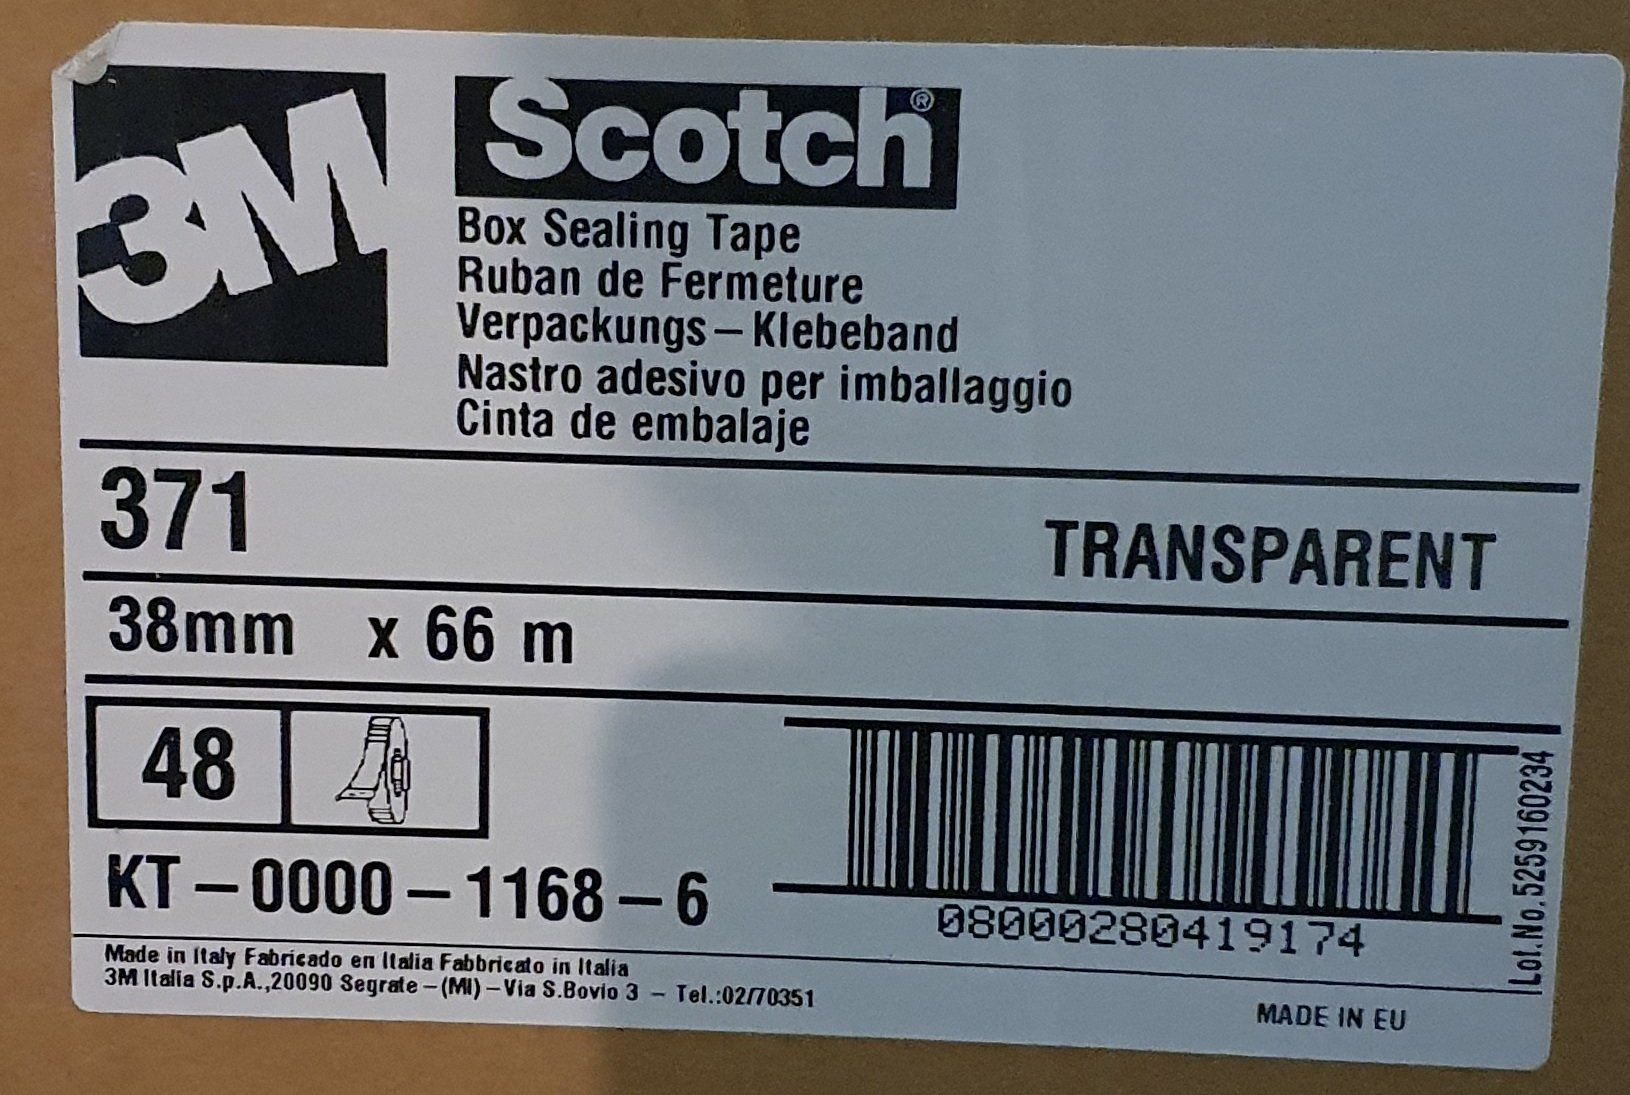 3M
Scotch®
Box Sealing Tape
Ruban de Fermeture
Verpackungs – Klebeband
Nastro adesivo per imballaggio
Cinta de embalaje
371 TRANSPARENT
38mm x 66 m
48
KT – 0000 – 1168 – 6
08000280419174
Lot.No.5259160234
Made in Italy Fabricado en Italia Fabbricato in Italia
3M Italia S.p.A.,20090 Segrate – (MI) – Via S.Bovio 3 – Tel.:02/70351
MADE IN EU